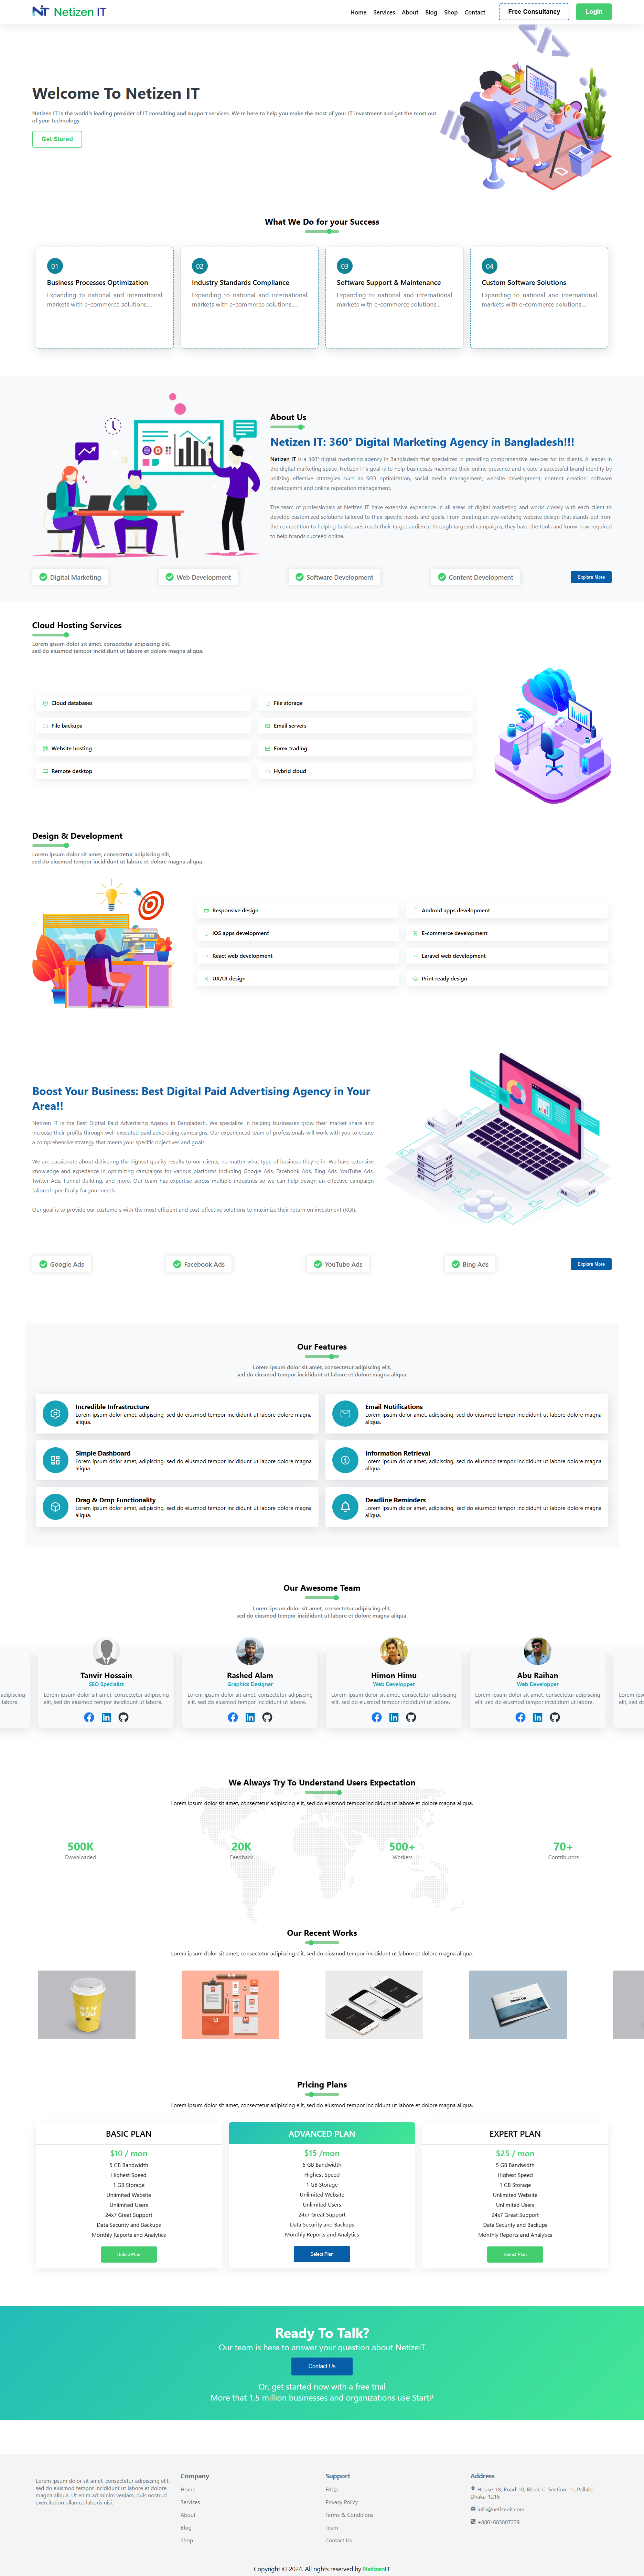 Netizen IT
Home Services About Blog Shop Contact Free Consultancy Login
Welcome To Netizen IT
Netizen IT is the world's leading provider of IT consulting and support services. We're here to help you make the most of your IT investment and get the most out
of your technology.
Get Stared
What We Do for your Success
01
Business Processes Optimization
Expanding to national and international
markets with e-commerce solutions....
02
Industry Standards Compliance
Expanding to national and international
markets with e-commerce solutions....
03
Software Support & Maintenance
Expanding to national and international
markets with e-commerce solutions....
04
Custom Software Solutions
Expanding to national and international
markets with e-commerce solutions....
About Us
Netizen IT: 360° Digital Marketing Agency in Bangladesh!!!
Netizen IT is a 360° digital marketing agency in Bangladesh that specializes in providing comprehensive services for its clients. A leader in
the digital marketing space, Netizen IT's goal is to help businesses maximize their online presence and create a successful brand identity by
utilizing effective strategies such as SEO optimization, social media management, website development, content creation, software
development and online reputation management.
The team of professionals at Netizen IT have extensive experience in all areas of digital marketing and works closely with each client to
develop customized solutions tailored to their specific needs and goals. From creating an eye-catching website design that stands out from
the competition to helping businesses reach their target audience through targeted campaigns, they have the tools and know-how required
to help brands succeed online.
Digital Marketing
Web Development
Software Development
Content Development
Explore More
Cloud Hosting Services
Lorem ipsum dolor sit amet, consectetur adipiscing elit,
sed do eiusmod tempor incididunt ut labore et dolore magna aliqua.
Cloud databases
File storage
File backups
Email servers
Website hosting
Forex trading
Remote desktop
Hybrid cloud
Design & Development
Lorem ipsum dolor sit amet, consectetur adipiscing elit,
sed do eiusmod tempor incididunt ut labore et dolore magna aliqua.
Responsive design
Android apps development
iOS apps development
E-commerce development
React web development
Laravel web development
UX/UI design
Print ready design
Boost Your Business: Best Digital Paid Advertising Agency in Your
Area!!
Netizen IT is the Best Digital Paid Advertising Agency in Bangladesh. We specialize in helping businesses grow their market share and
increase their profits through well-executed paid advertising campaigns. Our experienced team of professionals will work with you to create
a comprehensive strategy that meets your specific objectives and goals.
We are passionate about delivering the highest quality results to our clients, no matter what type of business they're in. We have extensive
knowledge and experience in optimizing campaigns for various platforms including Google Ads, Facebook Ads, Bing Ads, YouTube Ads,
Twitter Ads, Funnel Building, and more. Our team has expertise across multiple industries so we can help design an effective campaign
tailored specifically for your needs.
Our goal is to provide our customers with the most efficient and cost-effective solutions to maximize their return on investment (ROI).
Google Ads
Facebook Ads
YouTube Ads
Bing Ads
Explore More
Our Features
Lorem ipsum dolor sit amet, consectetur adipiscing elit,
sed do eiusmod tempor incididunt ut labore et dolore magna aliqua.
Incredible Infrastructure
Lorem ipsum dolor amet, adipiscing, sed do eiusmod tempor incididunt ut labore dolore magna
aliqua.
Email Notifications
Lorem ipsum dolor amet, adipiscing, sed do eiusmod tempor incididunt ut labore dolore magna
aliqua.
Simple Dashboard
Lorem ipsum dolor amet, adipiscing, sed do eiusmod tempor incididunt ut labore dolore magna
aliqua.
Information Retrieval
Lorem ipsum dolor amet, adipiscing, sed do eiusmod tempor incididunt ut labore dolore magna
aliqua.
Drag & Drop Functionality
Lorem ipsum dolor amet, adipiscing, sed do eiusmod tempor incididunt ut labore dolore magna
aliqua.
Deadline Reminders
Lorem ipsum dolor amet, adipiscing, sed do eiusmod tempor incididunt ut labore dolore magna
aliqua.
Our Awesome Team
Lorem ipsum dolor sit amet, consectetur adipiscing elit,
sed do eiusmod tempor incididunt ut labore et dolore magna aliqua.
adipiscing
labore.
Tanvir Hossain
SEO Specialist
Lorem ipsum dolor sit amet, consectetur adipiscing
elit, sed do eiusmod tempor incididunt ut labore.
Rashed Alam
Graphics Designer
Lorem ipsum dolor sit amet, consectetur adipiscing
elit, sed do eiusmod tempor incididunt ut labore.
Himon Himu
Web Developper
Lorem ipsum dolor sit amet, consectetur adipiscing
elit, sed do eiusmod tempor incididunt ut labore.
Abu Raihan
Web Developper
Lorem ipsum dolor sit amet, consectetur adipiscing
elit, sed do eiusmod tempor incididunt ut labore.
Lorem
elit, sed
We Always Try To Understand Users Expectation
Lorem ipsum dolor sit amet, consectetur adipiscing elit, sed do eiusmod tempor incididunt ut labore et dolore magna aliqua.
500K
Downloaded
20K
Feedback
500+
Workers
70+
Contributors
Our Recent Works
Lorem ipsum dolor sit amet, consectetur adipiscing elit, sed do eiusmod tempor incididunt ut labore et dolore magna aliqua.
Pricing Plans
Lorem ipsum dolor sit amet, consectetur adipiscing elit, sed do eiusmod tempor incididunt ut labore et dolore magna aliqua.
BASIC PLAN
$10 / mon
5 GB Bandwidth
Highest Speed
1 GB Storage
Unlimited Website
Unlimited Users
24x7 Great Support
Data Security and Backups
Monthly Reports and Analytics
Select Plan
ADVANCED PLAN
$15 /mon
5 GB Bandwidth
Highest Speed
1 GB Storage
Unlimited Website
Unlimited Users
24x7 Great Support
Data Security and Backups
Monthly Reports and Analytics
Select Plan
EXPERT PLAN
$25 / mon
5 GB Bandwidth
Highest Speed
1 GB Storage
Unlimited Website
Unlimited Users
24x7 Great Support
Data Security and Backups
Monthly Reports and Analytics
Select Plan
Ready To Talk?
Our team is here to answer your question about NetizeIT
Contact Us
Or, get started now with a free trial
More that 1.5 million businesses and organizations use StartP
Lorem ipsum dolor sit amet, consectetur adipiscing elit,
sed do eiusmod tempor incididunt ut labore et dolore
magna aliqua. Ut enim ad minim veniam, quis nostrud
exercitation ullamco laboris nisi.
Company
Home
Services
About
Blog
Shop
Support
FAQs
Privacy Policy
Terms & Conditions
Team
Contact Us
Address
House-18, Road-10, Block-C, Section-11, Pallabi,
Dhaka-1216
info@netizenit.com
+8801685807339
Copyright © 2024. All rights reserved by NetizenIT